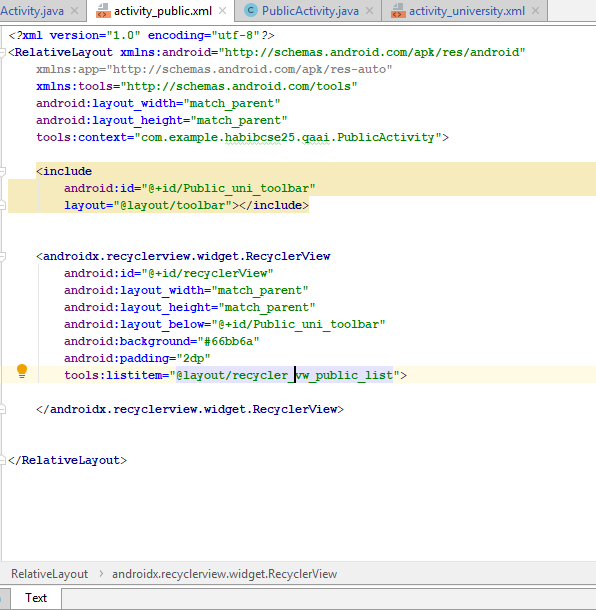 Activity.java × activity_public.xml × PublicActivity.java × activity_university.xml ×
<?xml version="1.0" encoding="utf-8"?>
<RelativeLayout xmlns:android="http://schemas.android.com/apk/res/android"
    xmlns:app="http://schemas.android.com/apk/res-auto"
    xmlns:tools="http://schemas.android.com/tools"
    android:layout_width="match_parent"
    android:layout_height="match_parent"
    tools:context="com.example.habibcse25.qaai.PublicActivity">
    <include
        android:id="@+id/Public_uni_toolbar"
        layout="@layout/toolbar"></include>
    <androidx.recyclerview.widget.RecyclerView
        android:id="@+id/recyclerView"
        android:layout_width="match_parent"
        android:layout_height="match_parent"
        android:layout_below="@+id/Public_uni_toolbar"
        android:background="#66bb6a"
        android:padding="2dp"
        tools:listitem="@layout/recycler_vw_public_list">
    </androidx.recyclerview.widget.RecyclerView>
</RelativeLayout>
RelativeLayout › androidx.recyclerview.widget.RecyclerView
Text